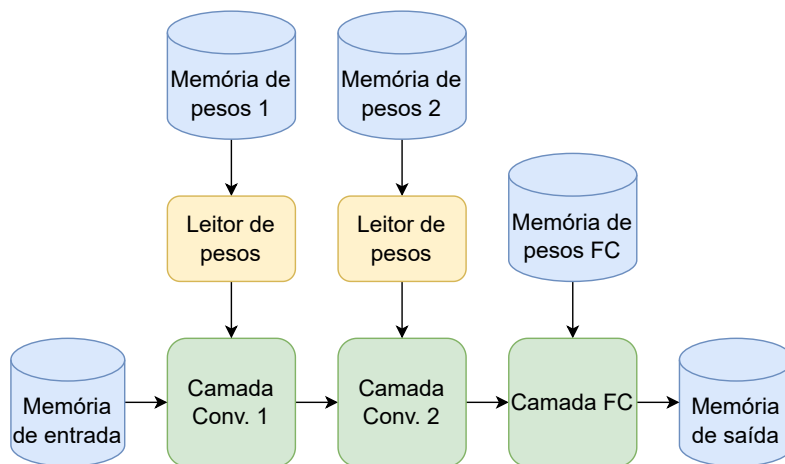 Memória de
pesos 1
Memória de
pesos 2
Leitor de
pesos
Leitor de
pesos
Memória de
pesos FC
Memória
de entrada
Camada
Conv. 1
Camada
Conv. 2
Camada FC
Memória
de saída